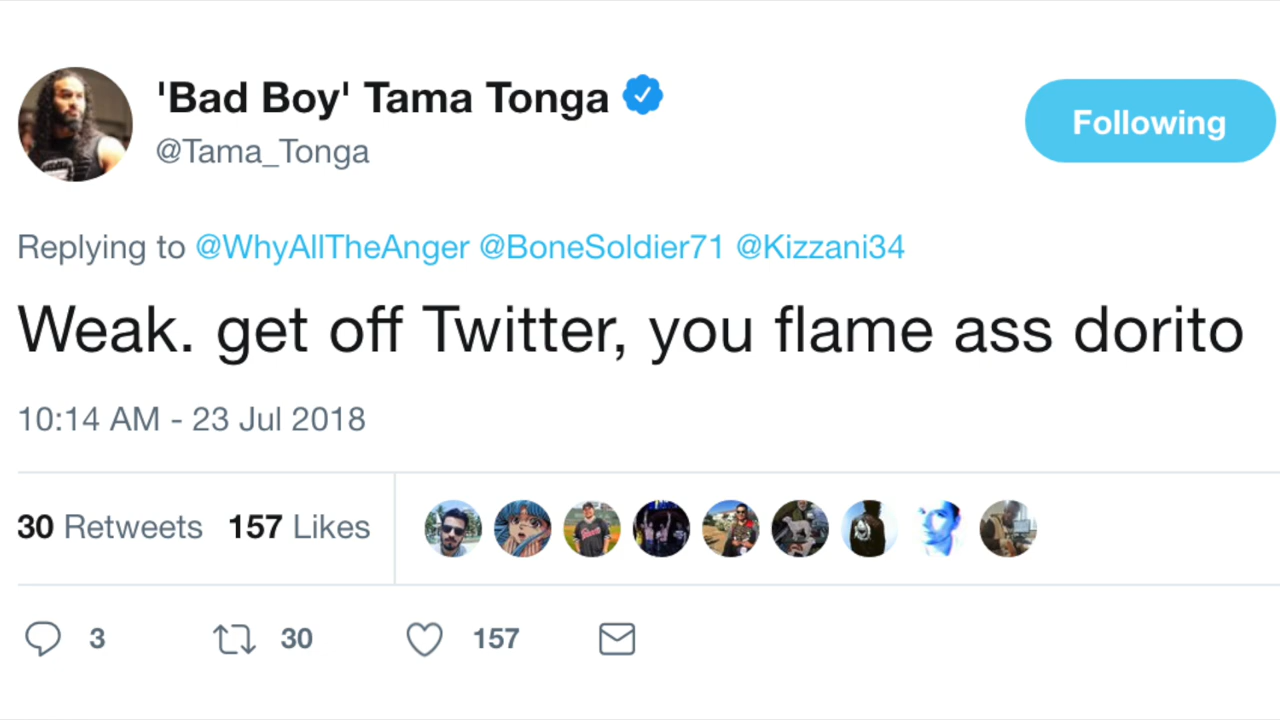 'Bad Boy' Tama Tonga
@Tama_Tonga
Following
Replying to @WhyAllTheAnger @BoneSoldier71 @Kizzani34
Weak. get off Twitter, you flame ass dorito
10:14 AM - 23 Jul 2018
30 Retweets 157 Likes
3 30 157